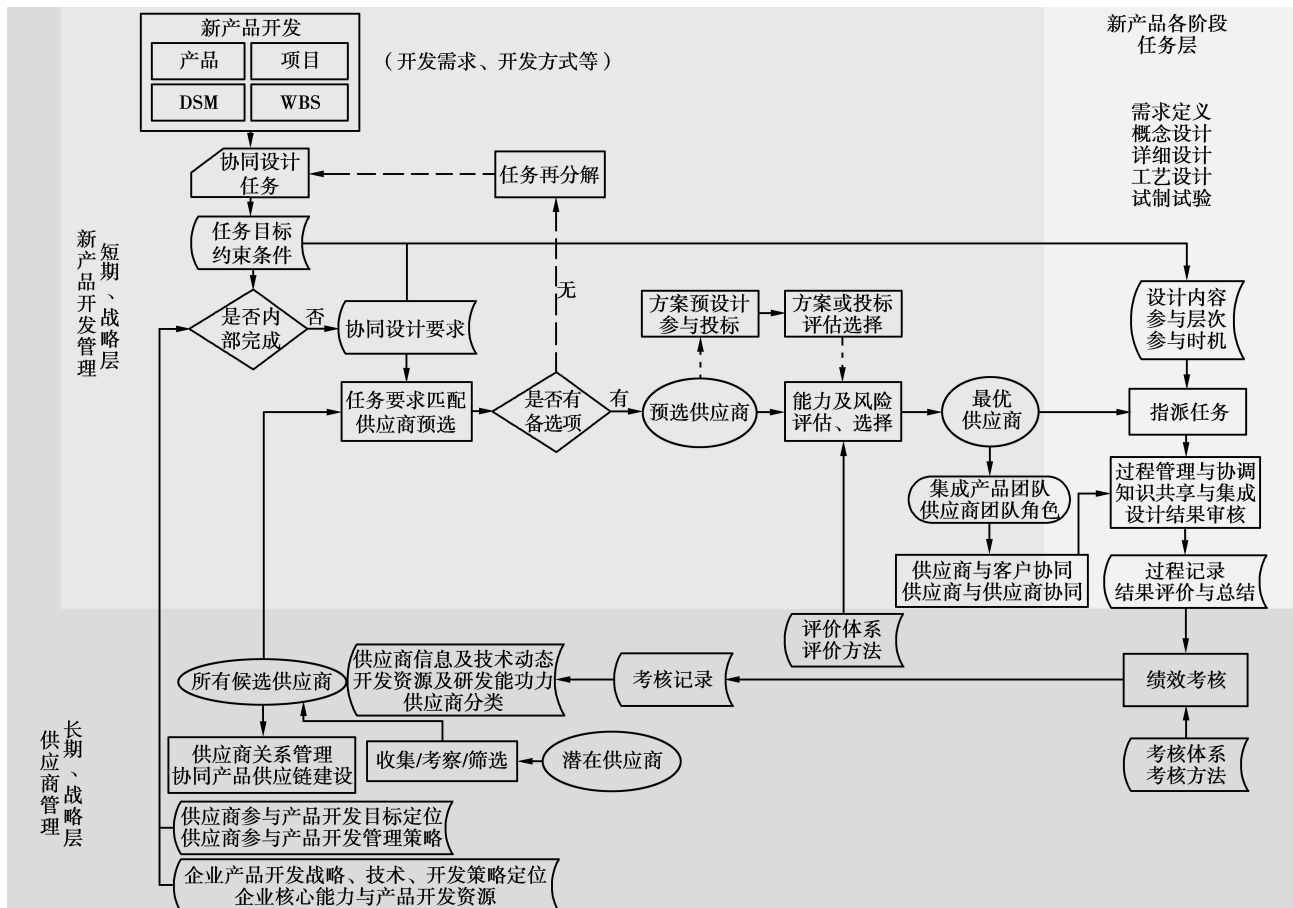 新产品开发
产品
项目
DSM
WBS
（开发需求、开发方式等）
新产品各阶段
任务层
需求定义
概念设计
详细设计
工艺设计
试制试验
协同设计
任务
任务再分解
任务目标
约束条件
短期、战略层
新产品开发管理
是否内
部完成
否
协同设计要求
无
方案预设计
参与投标
方案或投标
评估选择
设计内容
参与层次
参与时机
任务要求匹配
供应商预选
是否有
备选项
有
预选供应商
能力及风险
评估、选择
最优
供应商
指派任务
集成产品团队
供应商团队角色
过程管理与协调
知识共享与集成
设计结果审核
供应商与客户协同
供应商与供应商协同
过程记录
结果评价与总结
评价体系
评价方法
所有候选供应商
供应商信息及技术动态
开发资源及研发能功力
供应商分类
考核记录
绩效考核
长期、战略层
供应商管理
供应商关系管理
协同产品供应链建设
收集/考察/筛选
潜在供应商
考核体系
考核方法
供应商参与产品开发目标定位
供应商参与产品开发管理策略
企业产品开发战略、技术、开发策略定位
企业核心能力与产品开发资源